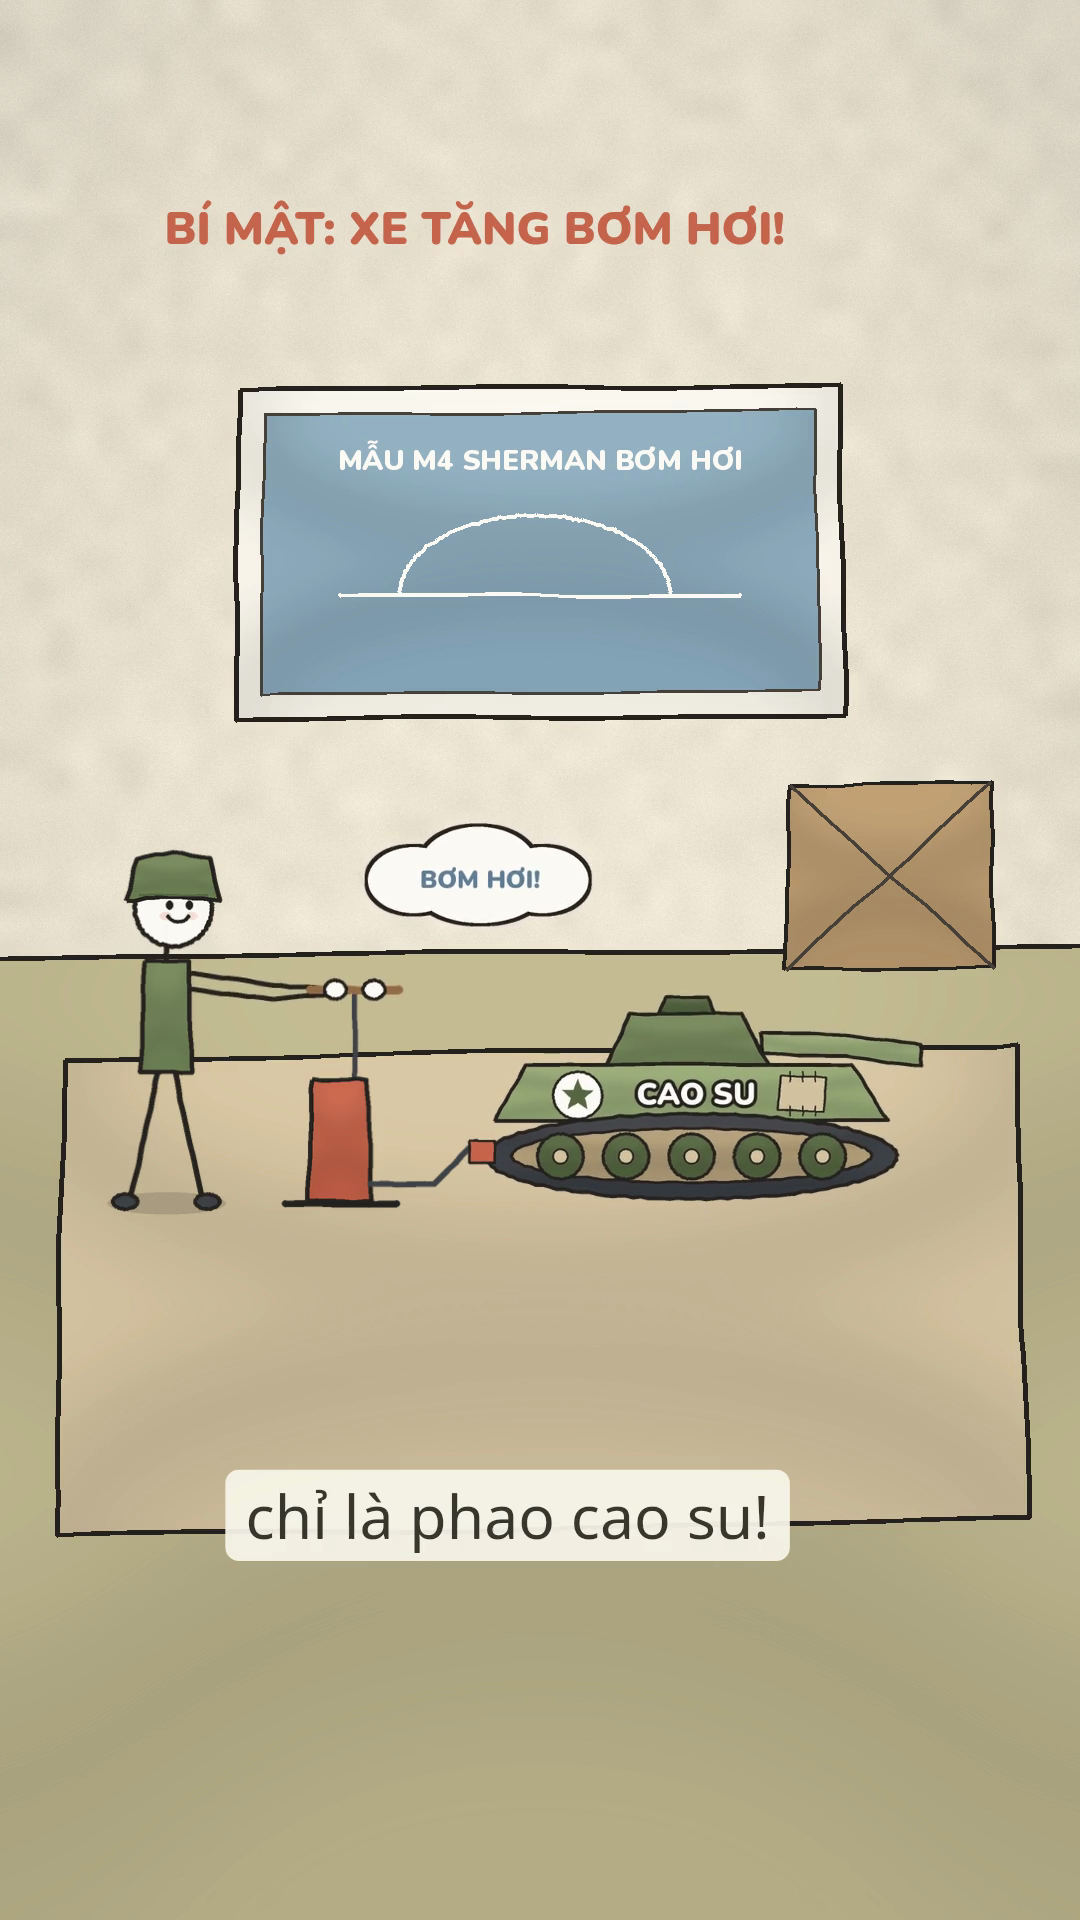 BÍ MẬT: XE TĂNG BƠM HƠI!
MẪU M4 SHERMAN BƠM HƠI
BƠM HƠI!
CAO SU
chỉ là phao cao su!